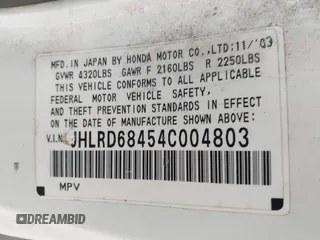 MFD. IN JAPAN BY HONDA MOTOR CO.,LTD; 11/'03
GVWR 4320LBS GAWR F 2160LBS R 2250LBS
THIS VEHICLE CONFORMS TO ALL APPLICABLE
FEDERAL MOTOR VEHICLE SAFETY, BUMPER,
AND THEFT PREVENTION STANDARDS IN EFFECT
ON THE DATE OF MANUFACTURE SHOWN ABOVE:
V.I.N. JHLRD68454C004803
MPV
DREAMBID